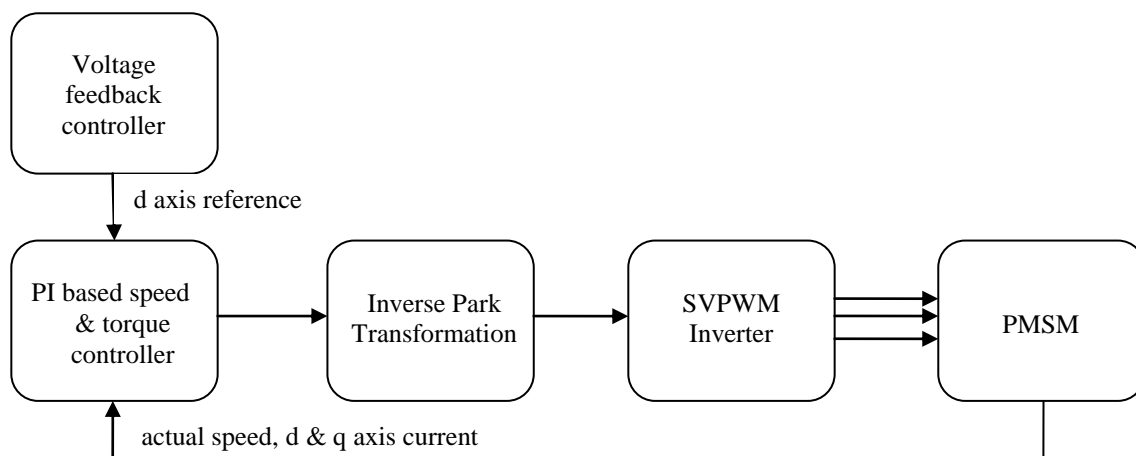 Voltage
feedback
controller
d axis reference
PI based speed
& torque
controller
Inverse Park
Transformation
SVPWM
Inverter
PMSM
actual speed, d & q axis current